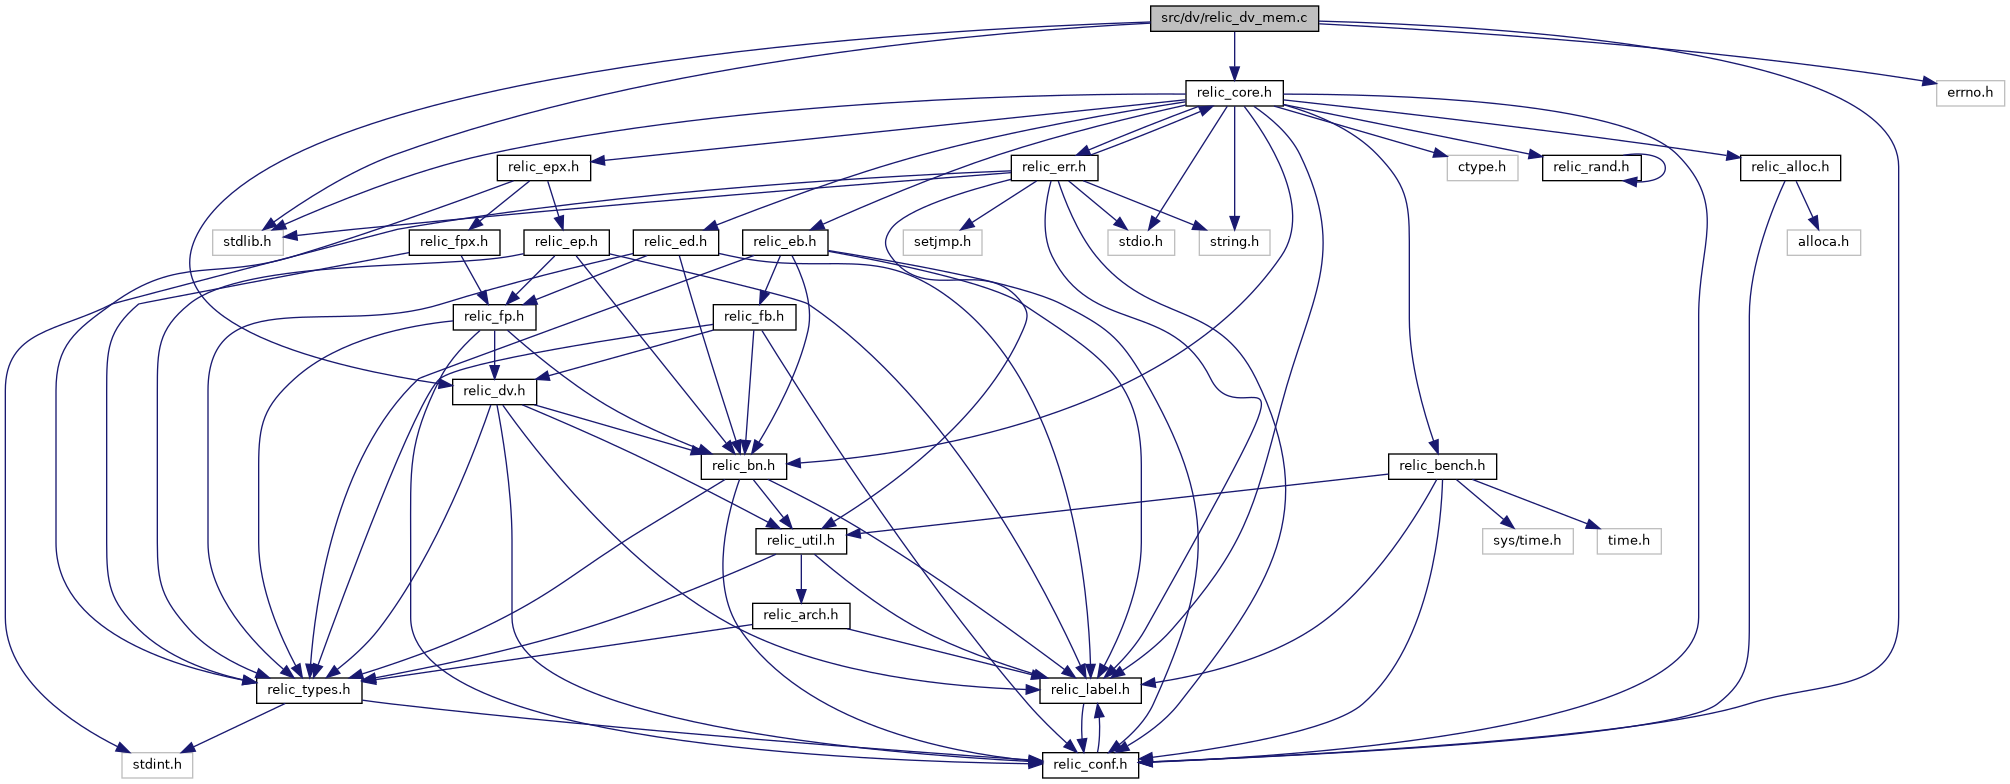 src/dv/relic_dv_mem.c
relic_core.h
errno.h
relic_epx.h
relic_err.h
ctype.h
relic_rand.h
relic_alloc.h
stdlib.h
relic_fpx.h
relic_ep.h
relic_ed.h
relic_eb.h
setjmp.h
stdio.h
string.h
alloca.h
relic_fp.h
relic_fb.h
relic_dv.h
relic_bn.h
relic_bench.h
relic_util.h
sys/time.h
time.h
relic_arch.h
relic_types.h
relic_label.h
stdint.h
relic_conf.h